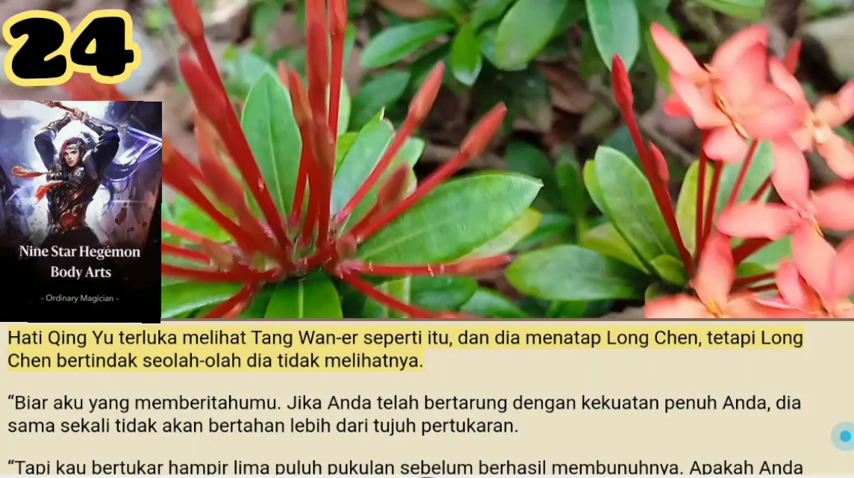 24
Nine Star Hegemon
Body Arts
- Ordinary Magician -
Hati Qing Yu terluka melihat Tang Wan-er seperti itu, dan dia menatap Long Chen, tetapi Long
Chen bertindak seolah-olah dia tidak melihatnya.
“Biar aku yang memberitahumu. Jika Anda telah bertarung dengan kekuatan penuh Anda, dia
sama sekali tidak akan bertahan lebih dari tujuh pertukaran.
“Tapi kau bertukar hampir lima puluh pukulan sebelum berhasil membunuhnya. Apakah Anda